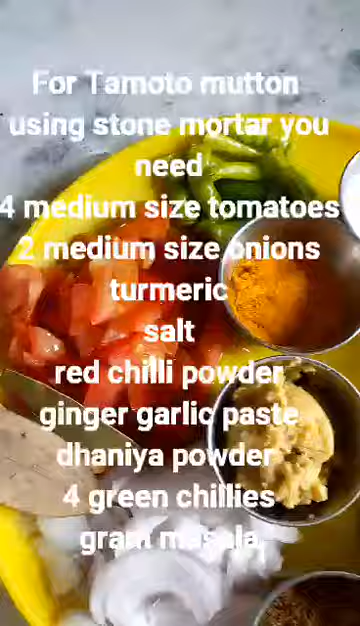 For Tamoto mutton
using stone mortar you
need
4 medium size tomatoes
2 medium size onions
turmeric
salt
red chilli powder
ginger garlic paste
dhaniya powder
4 green chillies
gram masala